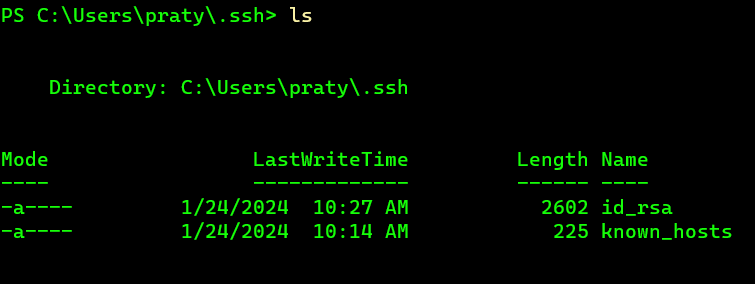 PS C:\Users\praty\.ssh> ls
Directory: C:\Users\praty\.ssh
Mode LastWriteTime Length Name
---- ------------- ------ ----
-a---- 1/24/2024 10:27 AM 2602 id_rsa
-a---- 1/24/2024 10:14 AM 225 known_hosts